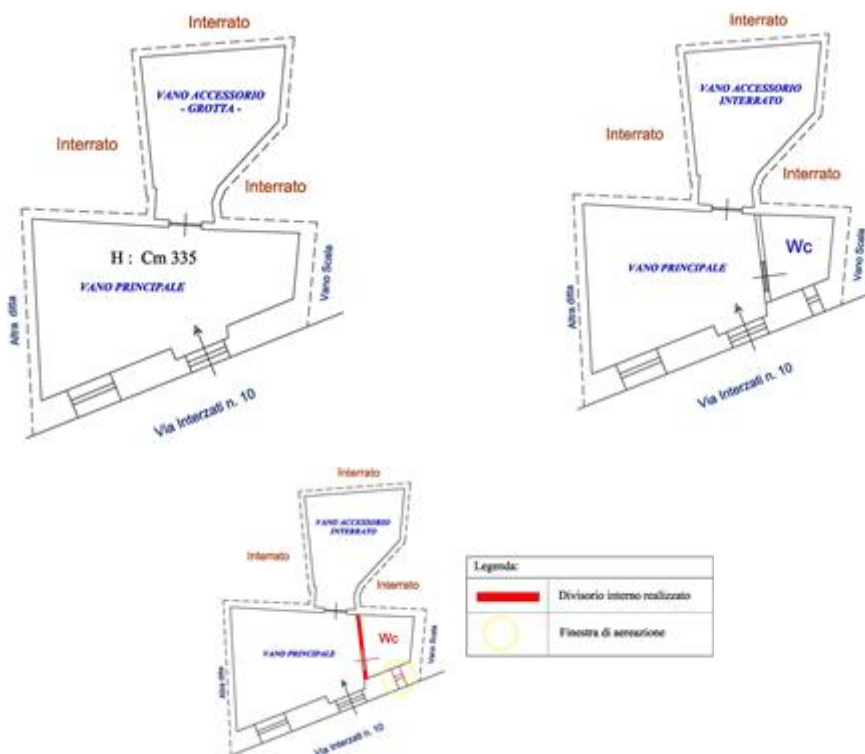 Interrato
VANO ACCESSORIO
- GROTTA -
Interrato
Interrato
H : Cm 335
VANO PRINCIPALE
Altra ditta
Vano Scala
Via Interzati n. 10
Interrato
VANO ACCESSORIO
INTERRATO
Interrato
Interrato
Wc
VANO PRINCIPALE
Altra ditta
Vano Scala
Via Interzati n. 10
Interrato
VANO ACCESSORIO
INTERRATO
Interrato
Interrato
Wc
VANO PRINCIPALE
Altra ditta
Vano Scala
Via Interzati n. 10
Legenda:
Divisorio interno realizzato
Finestra di aereazione